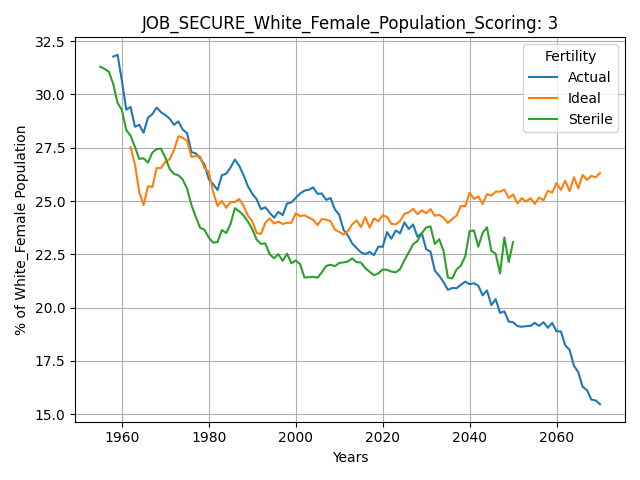 JOB_SECURE_White_Female_Population_Scoring: 3
% of White_Female Population
32.5
30.0
27.5
25.0
22.5
20.0
17.5
15.0
Fertility
Actual
Ideal
Sterile
1960
1980
2000
2020
2040
2060
Years